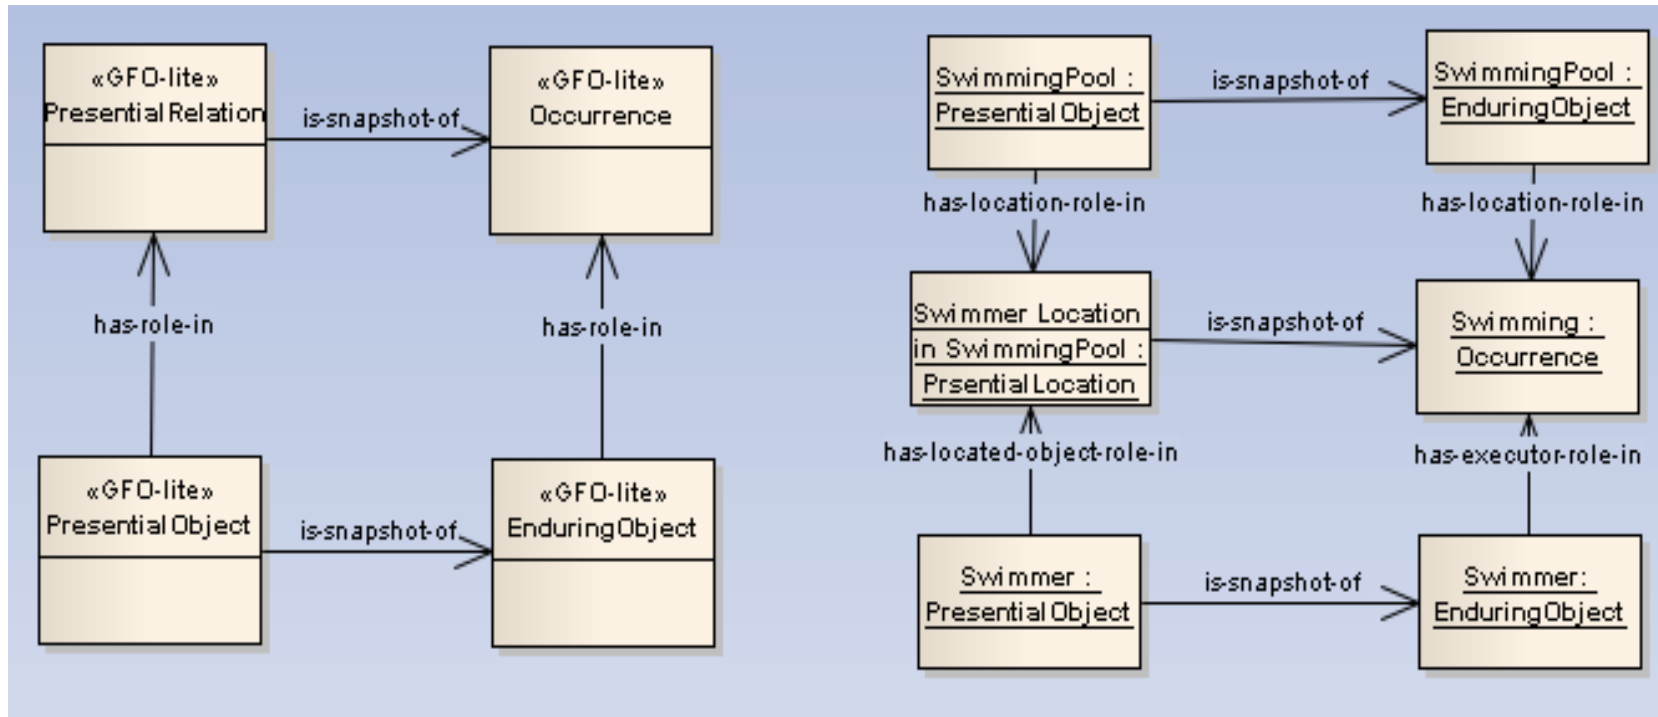 «GFO-lite»
Presential Relation
is-snapshot-of
«GFO-lite»
Occurrence
has-role-in
has-role-in
«GFO-lite»
Presential Object
is-snapshot-of
«GFO-lite»
EnduringObject
SwimmingPool :
Presential Object
is-snapshot-of
SwimmingPool :
EnduringObject
has-location-role-in
has-location-role-in
Swimmer Location
in SwimmingPool :
Prsential Location
is-snapshot-of
Swimming :
Occurrence
has-located-object-role-in
has-executor-role-in
Swimmer :
Presential Object
is-snapshot-of
Swimmer:
EnduringObject